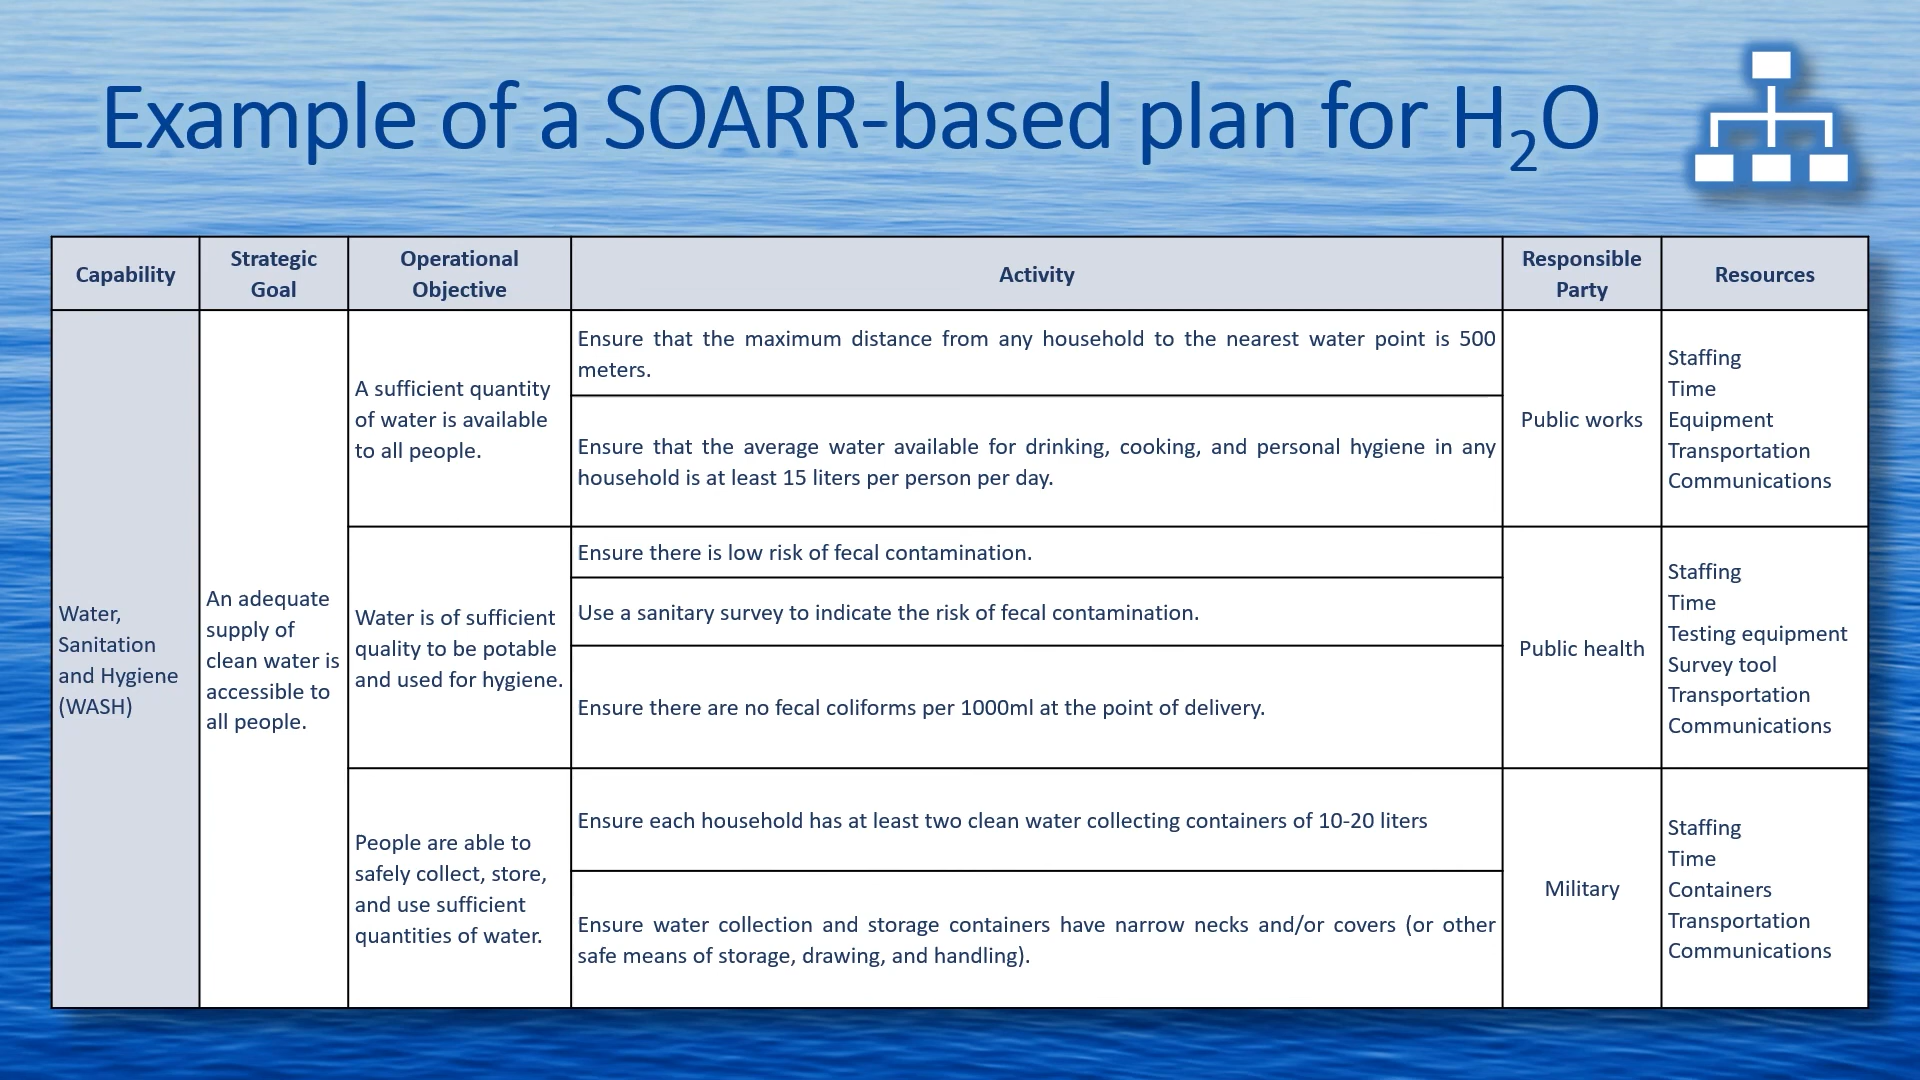 Example of a SOARR-based plan for H₂O
Capability
Strategic
Goal
Operational
Objective
Activity
Responsible
Party
Resources
Water,
Sanitation
and Hygiene
(WASH)
An adequate
supply of
clean water is
accessible to
all people.
A sufficient quantity
of water is available
to all people.
Ensure that the maximum distance from any household to the nearest water point is 500
meters.
Ensure that the average water available for drinking, cooking, and personal hygiene in any
household is at least 15 liters per person per day.
Public works
Staffing
Time
Equipment
Transportation
Communications
Water is of sufficient
quality to be potable
and used for hygiene.
Ensure there is low risk of fecal contamination.
Use a sanitary survey to indicate the risk of fecal contamination.
Ensure there are no fecal coliforms per 1000ml at the point of delivery.
Public health
Staffing
Time
Testing equipment
Survey tool
Transportation
Communications
People are able to
safely collect, store,
and use sufficient
quantities of water.
Ensure each household has at least two clean water collecting containers of 10-20 liters
Ensure water collection and storage containers have narrow necks and/or covers (or other
safe means of storage, drawing, and handling).
Military
Staffing
Time
Containers
Transportation
Communications